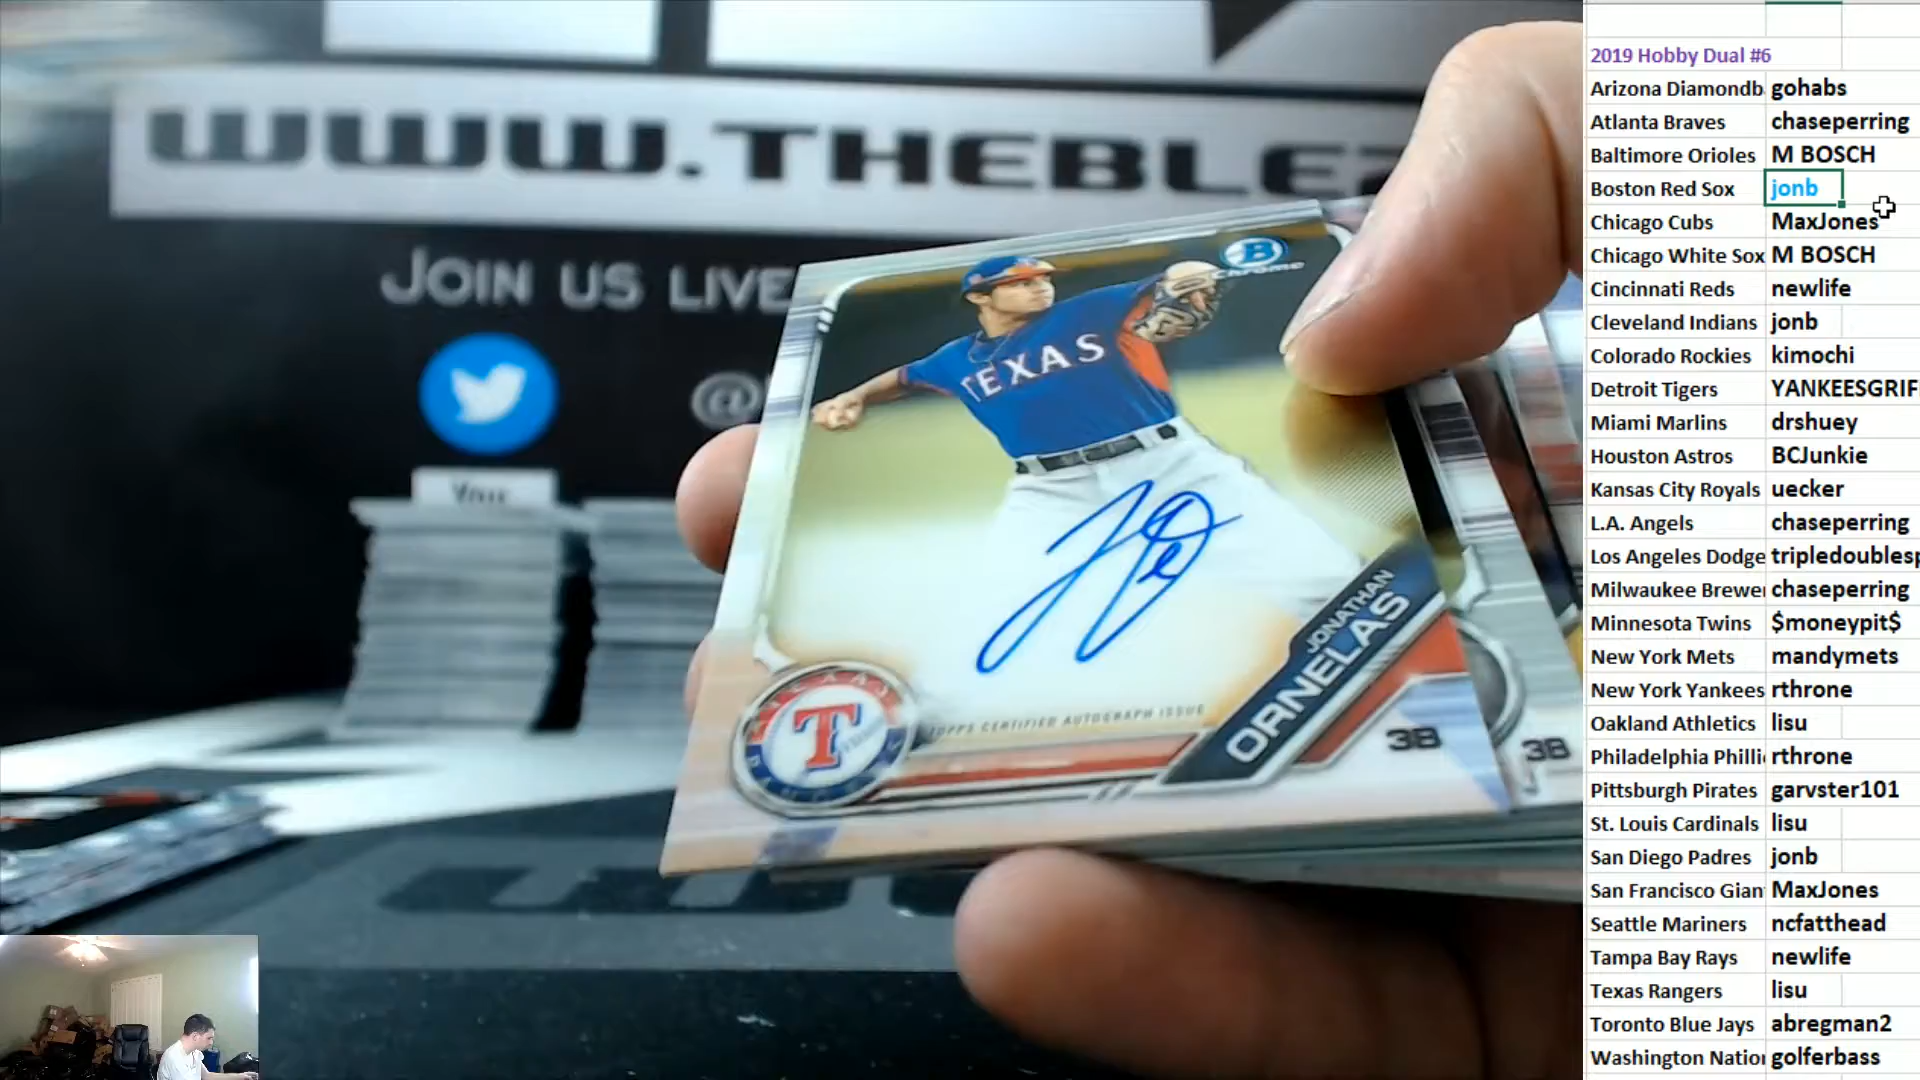 WWW.THEBLEZ
JOIN US LIVE
@
You
B
Chrome
TEXAS
TOPPS CERTIFIED AUTOGRAPH ISSUE
JONATHAN
ORNELAS
3B
3B
TEXAS
T
RANGERS
2019 Hobby Dual #6
Arizona Diamondb gohabs
Atlanta Braves chaseperring
Baltimore Orioles M BOSCH
Boston Red Sox jonb
Chicago Cubs MaxJones
Chicago White Sox M BOSCH
Cincinnati Reds newlife
Cleveland Indians jonb
Colorado Rockies kimochi
Detroit Tigers YANKEESGRIF
Miami Marlins drshuey
Houston Astros BCJunkie
Kansas City Royals uecker
L.A. Angels chaseperring
Los Angeles Dodge tripledoublesp
Milwaukee Brewe chaseperring
Minnesota Twins $moneypit$
New York Mets mandymets
New York Yankees rthrone
Oakland Athletics lisu
Philadelphia Philli rthrone
Pittsburgh Pirates garvster101
St. Louis Cardinals lisu
San Diego Padres jonb
San Francisco Gian MaxJones
Seattle Mariners ncfatthead
Tampa Bay Rays newlife
Texas Rangers lisu
Toronto Blue Jays abregman2
Washington Natio golferbass